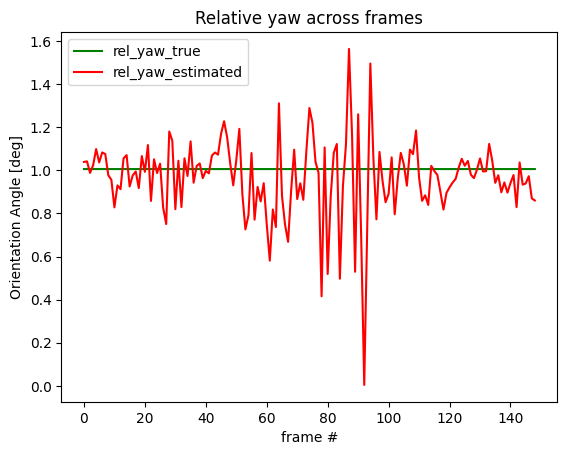 Relative yaw across frames
rel_yaw_true
rel_yaw_estimated
Orientation Angle [deg]
1.6
1.4
1.2
1.0
0.8
0.6
0.4
0.2
0.0
0 20 40 60 80 100 120 140
frame #